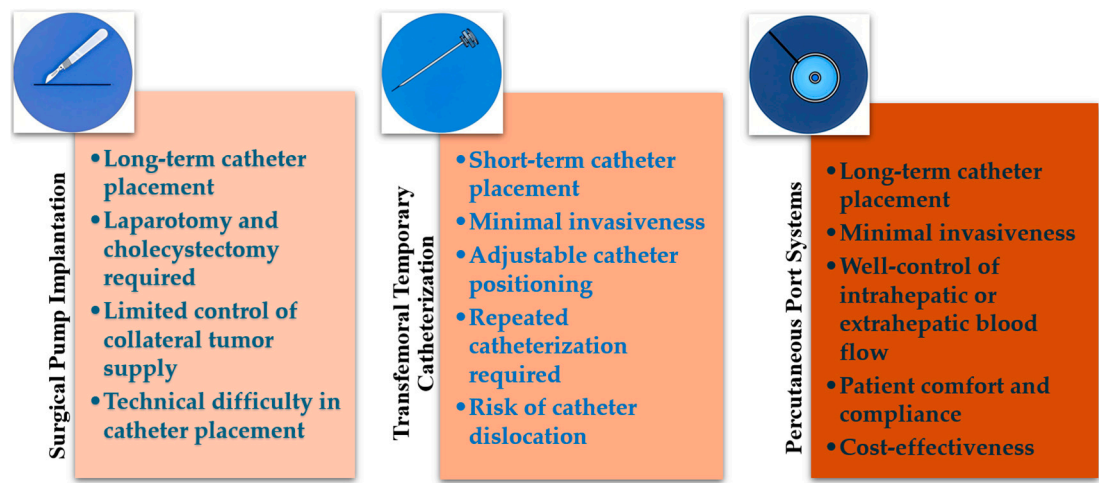 Surgical Pump Implantation
•Long-term catheter
placement
•Laparotomy and
cholecystectomy
required
•Limited control of
collateral tumor
supply
•Technical difficulty in
catheter placement
Transfemoral Temporary
Catheterization
•Short-term catheter
placement
•Minimal invasiveness
•Adjustable catheter
positioning
•Repeated
catheterization
required
•Risk of catheter
dislocation
Percutaneous Port Systems
•Long-term catheter
placement
•Minimal invasiveness
•Well-control of
intrahepatic or
extrahepatic blood
flow
•Patient comfort and
compliance
•Cost-effectiveness